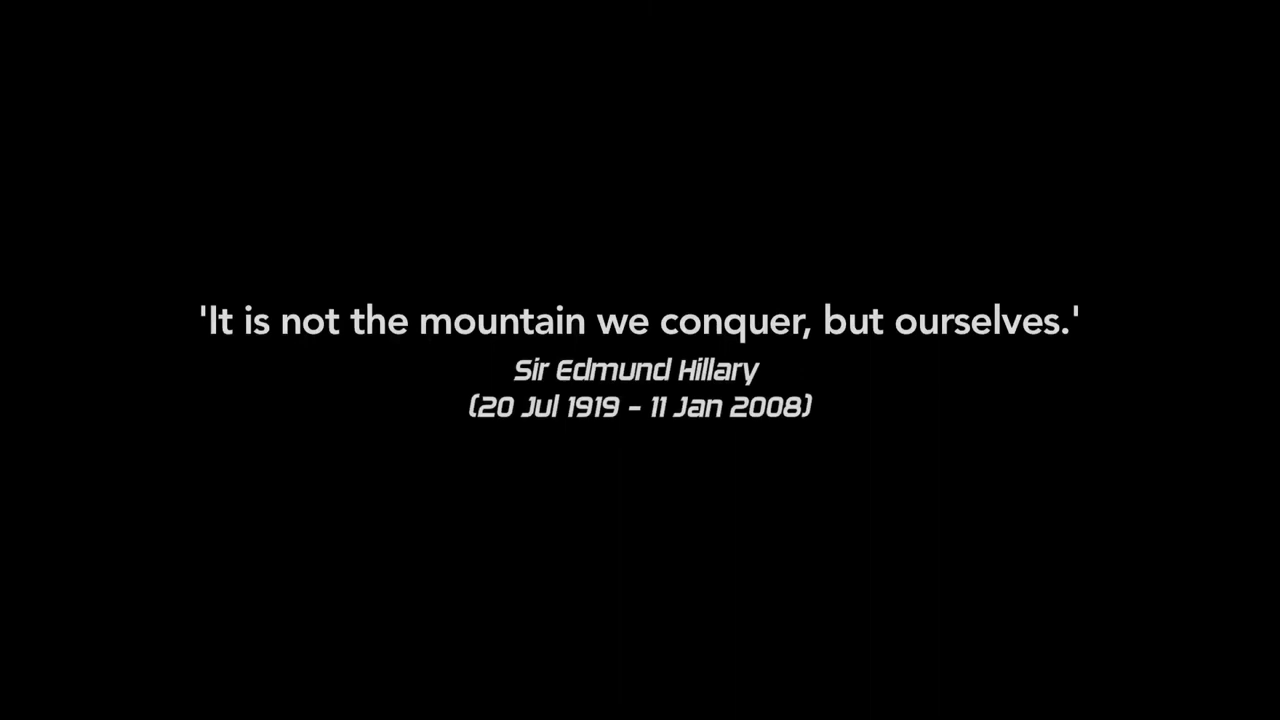 'It is not the mountain we conquer, but ourselves.'
Sir Edmund Hillary
(20 Jul 1919 - 11 Jan 2008)